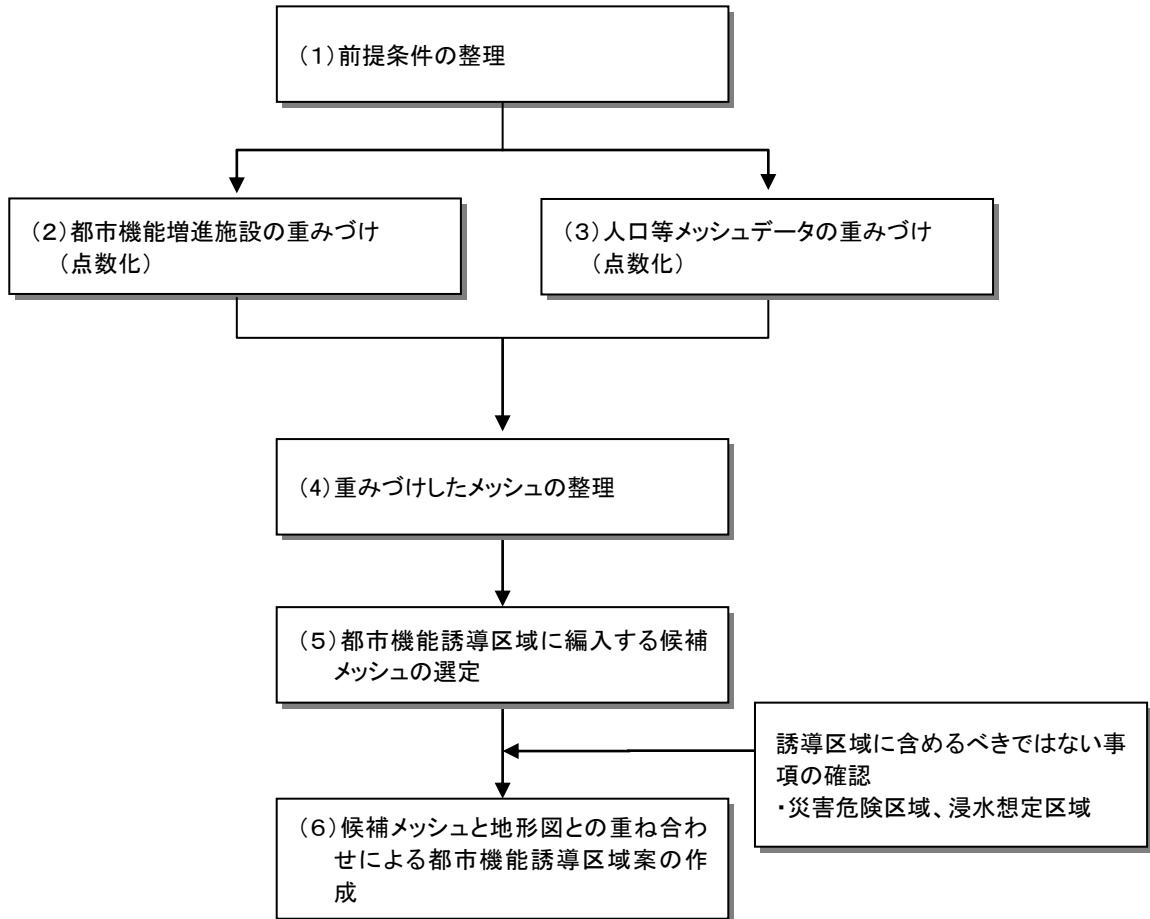 （１）前提条件の整理
（２）都市機能増進施設の重みづけ
（点数化）
（３）人口等メッシュデータの重みづけ
（点数化）
（４）重みづけしたメッシュの整理
（５）都市機能誘導区域に編入する候補
メッシュの選定
誘導区域に含めるべきではない事
項の確認
・災害危険区域、浸水想定区域
（６）候補メッシュと地形図との重ね合わ
せによる都市機能誘導区域案の作
成